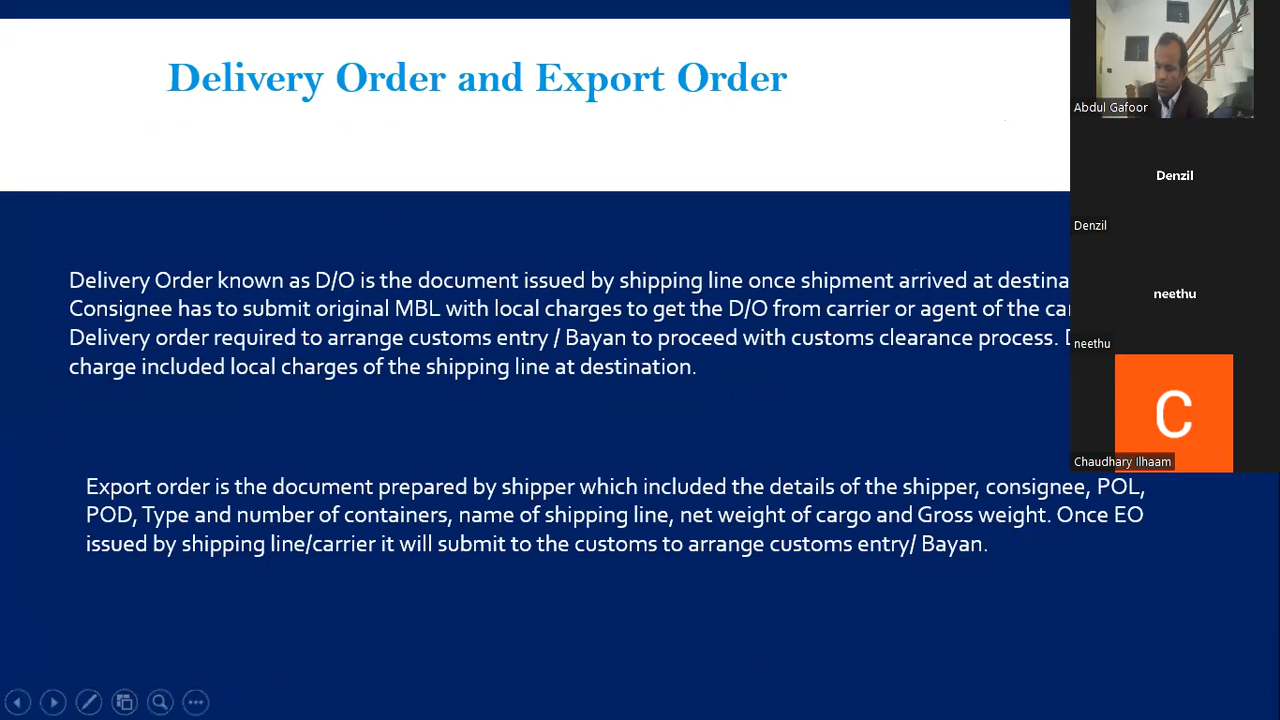 Delivery Order and Export Order
Delivery Order known as D/O is the document issued by shipping line once shipment arrived at
Consignee has to submit original MBL with local charges to get the D/O from carrier or agent of the
Delivery order required to arrange customs entry / Bayan to proceed with customs clearance process.
charge included local charges of the shipping line at destination.
Export order is the document prepared by shipper which included the details of the shipper, consignee, POL,
POD, Type and number of containers, name of shipping line, net weight of cargo and Gross weight. Once EO
issued by shipping line/carrier it will submit to the customs to arrange customs entry/ Bayan.
Abdul Gafoor
Denzil
Denzil
neethu
neethu
C
Chaudhary Ilhaam